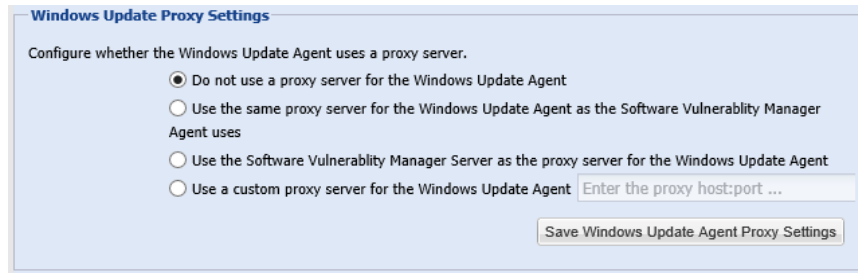 Windows Update Proxy Settings
Configure whether the Windows Update Agent uses a proxy server.
Do not use a proxy server for the Windows Update Agent
Use the same proxy server for the Windows Update Agent as the Software Vulnerablity Manager
Agent uses
Use the Software Vulnerablity Manager Server as the proxy server for the Windows Update Agent
Use a custom proxy server for the Windows Update Agent Enter the proxy host:port ...
Save Windows Update Agent Proxy Settings